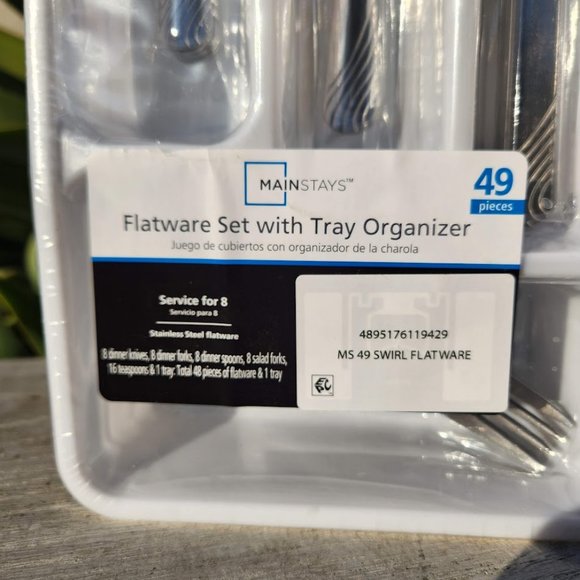 MAINSTAYS™
49
pieces
Flatware Set with Tray Organizer
Juego de cubiertos con organizador de la charola
Service for 8
Servicio para 8
Stainless Steel flatware
8 dinner knives, 8 dinner forks, 8 dinner spoons, 8 salad forks,
16 teaspoons & 1 tray: Total 48 pieces of flatware & 1 tray
4895176119429
MS 49 SWIRL FLATWARE